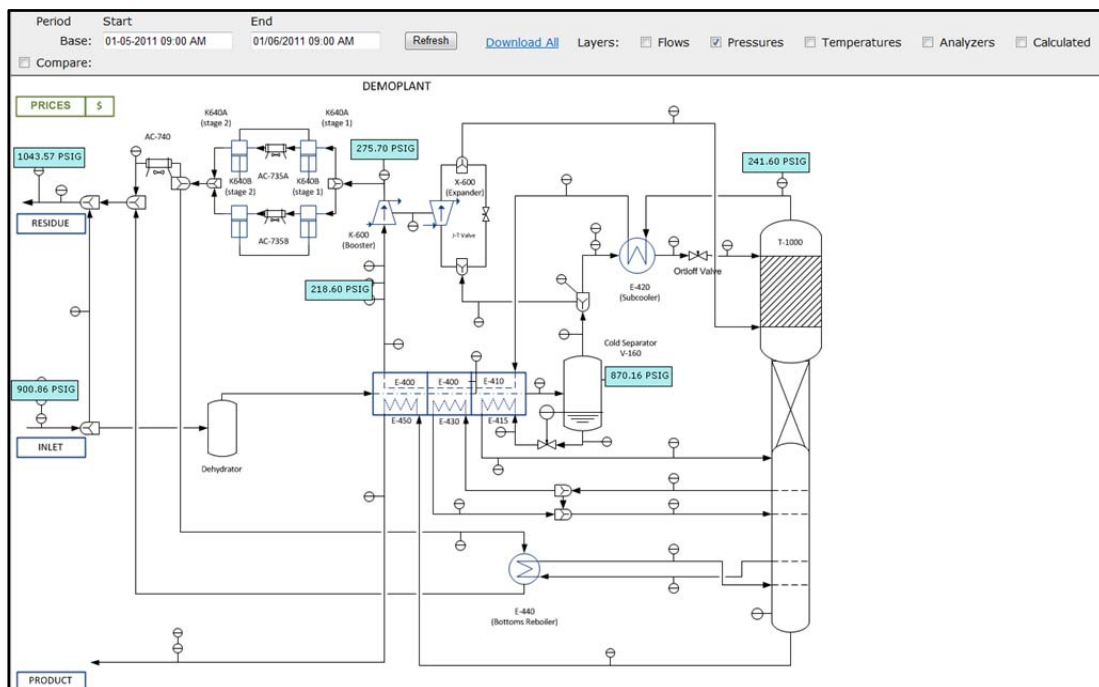 Period Start End
Base: 01-05-2011 09:00 AM 01/06/2011 09:00 AM Refresh Download All Layers: Flows Pressures Temperatures Analyzers Calculated
Compare:
DEMOPLANT
PRICES $
K640A
(stage 2)
K640A
(stage 1)
AC-740
1043.57 PSIG
275.70 PSIG
241.60 PSIG
AC-735A
K640B
(stage 2)
K640B
(stage 1)
X-600
(Expander)
RESIDUE
AC-735B
K-600
(Booster)
J-T Valve
T-1000
Ortloff Valve
E-420
(Subcooler)
218.60 PSIG
Cold Separator
V-160
870.16 PSIG
900.86 PSIG
E-400 E-400 E-410
E-450 E-430 E-415
INLET
Dehydrator
E-440
(Bottoms Reboiler)
PRODUCT